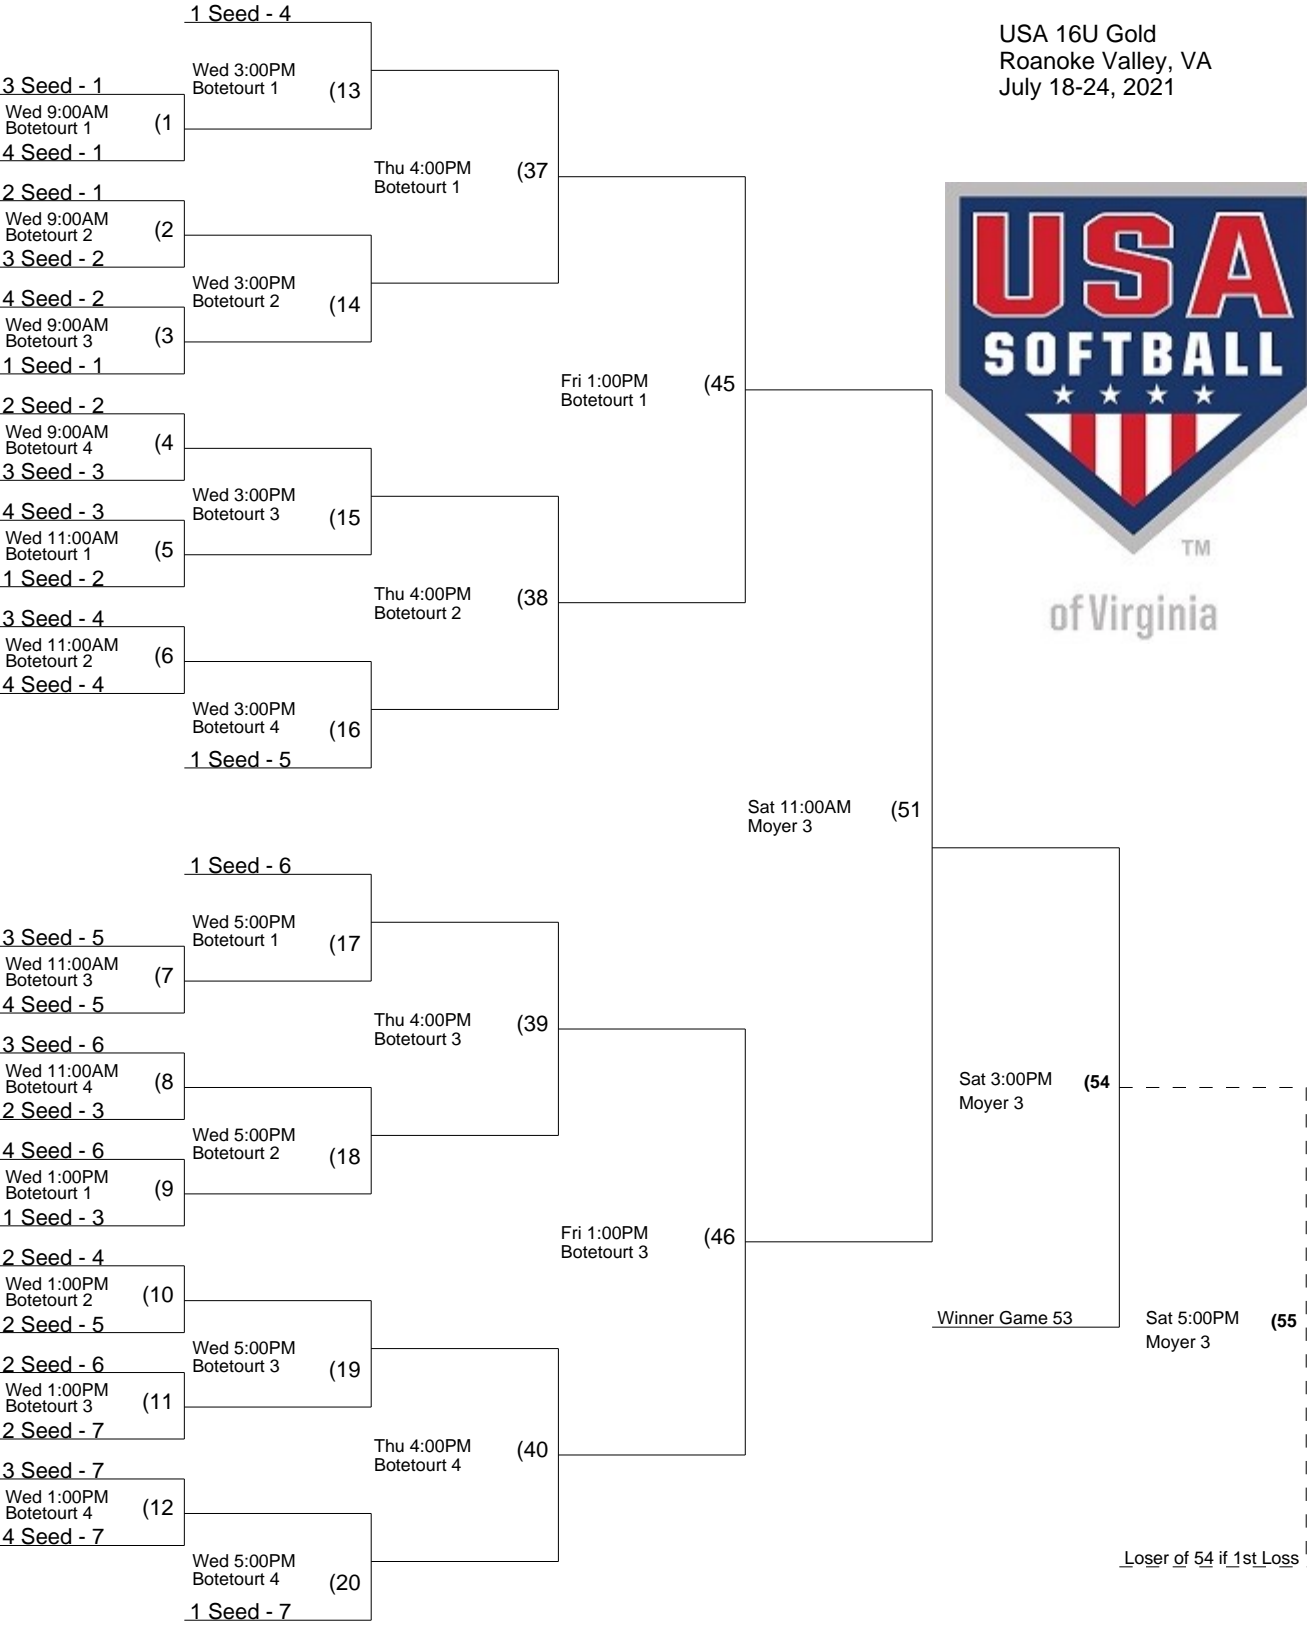 USA 16U Gold
Roanoke Valley, VA
July 18-24, 2021
USA
SOFTBALL
TM
of Virginia
1 Seed - 4
Wed 3:00PM
Botetourt 1
(13
3 Seed - 1
Wed 9:00AM
Botetourt 1
(1
4 Seed - 1
2 Seed - 1
Wed 9:00AM
Botetourt 2
(2
3 Seed - 2
Wed 3:00PM
Botetourt 2
(14
4 Seed - 2
Wed 9:00AM
Botetourt 3
(3
1 Seed - 1
2 Seed - 2
Wed 9:00AM
Botetourt 4
(4
3 Seed - 3
Wed 3:00PM
Botetourt 3
(15
4 Seed - 3
Wed 11:00AM
Botetourt 1
(5
1 Seed - 2
3 Seed - 4
Wed 11:00AM
Botetourt 2
(6
4 Seed - 4
Wed 3:00PM
Botetourt 4
(16
1 Seed - 5
Thu 4:00PM
Botetourt 1
(37
Thu 4:00PM
Botetourt 2
(38
Fri 1:00PM
Botetourt 1
(45
Sat 11:00AM
Moyer 3
(51
1 Seed - 6
Wed 5:00PM
Botetourt 1
(17
3 Seed - 5
Wed 11:00AM
Botetourt 3
(7
4 Seed - 5
3 Seed - 6
Wed 11:00AM
Botetourt 4
(8
2 Seed - 3
Wed 5:00PM
Botetourt 2
(18
4 Seed - 6
Wed 1:00PM
Botetourt 1
(9
1 Seed - 3
2 Seed - 4
Wed 1:00PM
Botetourt 2
(10
2 Seed - 5
Wed 5:00PM
Botetourt 3
(19
2 Seed - 6
Wed 1:00PM
Botetourt 3
(11
2 Seed - 7
3 Seed - 7
Wed 1:00PM
Botetourt 4
(12
4 Seed - 7
Wed 5:00PM
Botetourt 4
(20
1 Seed - 7
Thu 4:00PM
Botetourt 3
(39
Thu 4:00PM
Botetourt 4
(40
Fri 1:00PM
Botetourt 3
(46
Sat 3:00PM
Moyer 3
(54
Winner Game 53
Sat 5:00PM
Moyer 3
(55
Loser of 54 if 1st Loss